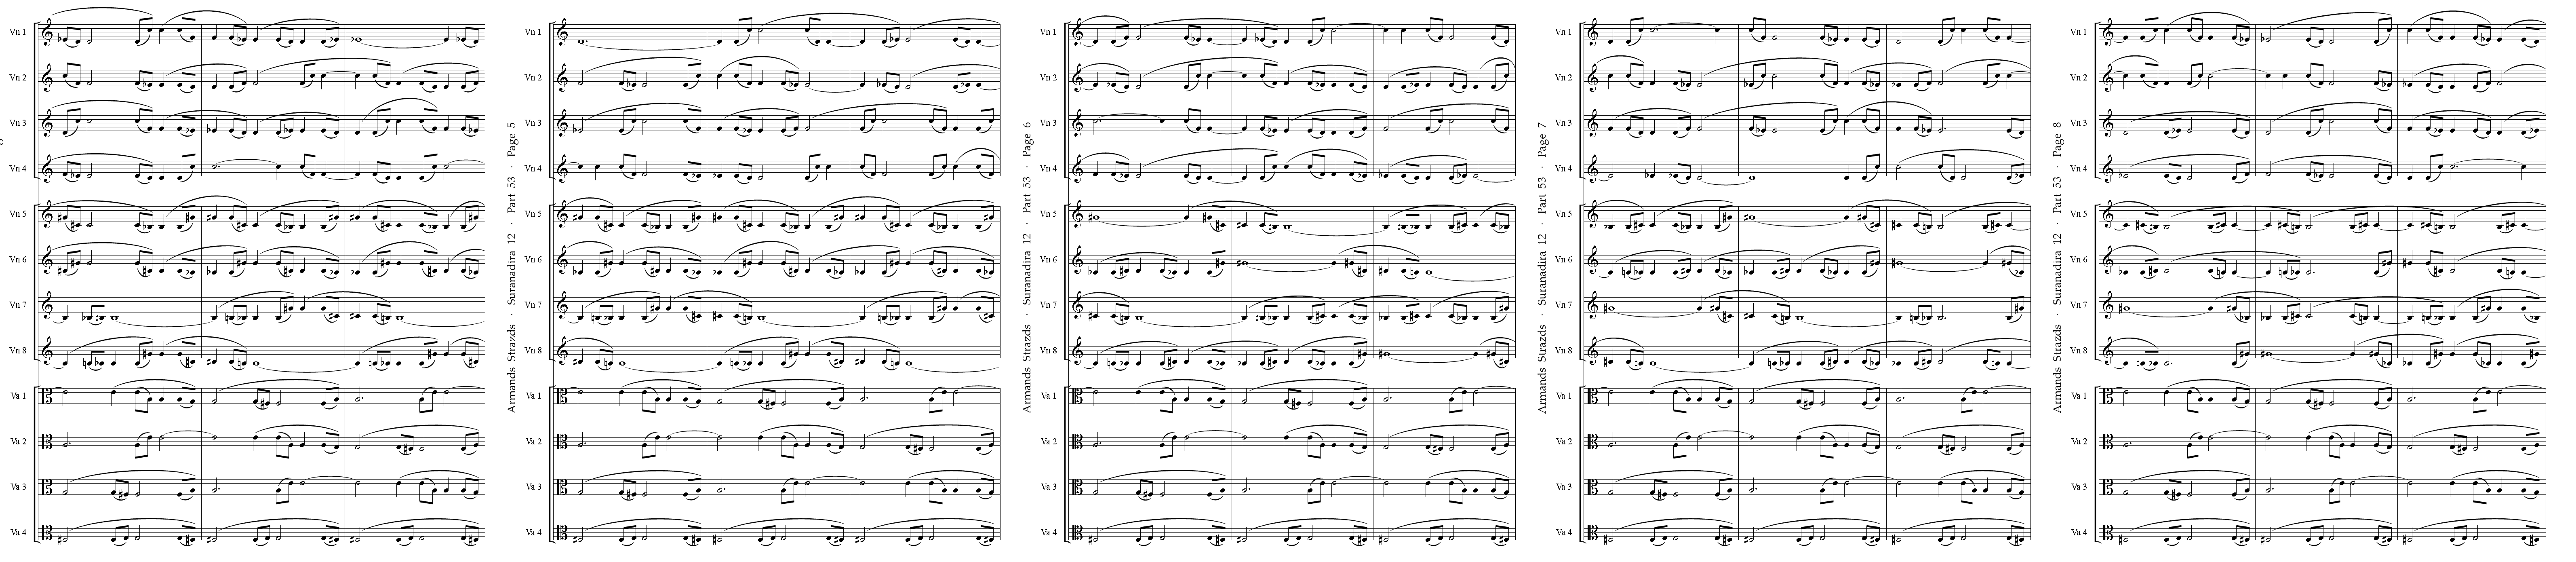 Vn 1
Vn 2
Vn 3
Vn 4
Vn 5
Vn 6
Vn 7
Vn 8
Va 1
Va 2
Va 3
Va 4
Armands Strazds · Suranadira 12 · Part 53 · Page 5
Vn 1
Vn 2
Vn 3
Vn 4
Vn 5
Vn 6
Vn 7
Vn 8
Va 1
Va 2
Va 3
Va 4
Armands Strazds · Suranadira 12 · Part 53 · Page 6
Vn 1
Vn 2
Vn 3
Vn 4
Vn 5
Vn 6
Vn 7
Vn 8
Va 1
Va 2
Va 3
Va 4
Armands Strazds · Suranadira 12 · Part 53 · Page 7
Vn 1
Vn 2
Vn 3
Vn 4
Vn 5
Vn 6
Vn 7
Vn 8
Va 1
Va 2
Va 3
Va 4
Armands Strazds · Suranadira 12 · Part 53 · Page 8
Vn 1
Vn 2
Vn 3
Vn 4
Vn 5
Vn 6
Vn 7
Vn 8
Va 1
Va 2
Va 3
Va 4